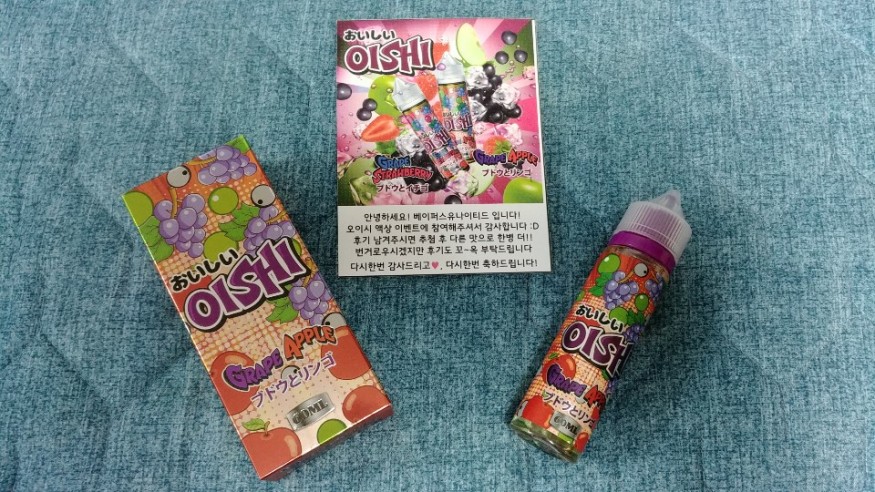 おいしい
OISHI
GRAPE
STRAWBERRY
ブドウとイチゴ
GRAPE APPLE
ブドウとリンゴ
안녕하세요! 베이퍼스유나이티드 입니다!
오이시 액상 이벤트에 참여해주셔서 감사합니다 :D
후기 남겨주시면 추첨 후 다른 맛으로 한병 더!!
번거로우시겠지만 후기도 꼬-옥 부탁드립니다
다시한번 감사드리고♥, 다시한번 축하드립니다!
おいしい
OISHI
GRAPE APPLE
ブドウとリンゴ
60ML
おいしい
OISHI
GRAPE AP
ブドウとリンゴ
60ML